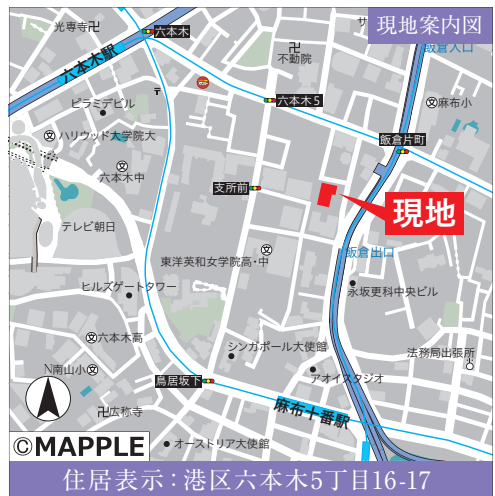 現地案内図
光専寺
六本木
サ
飯倉入口
不動院
六本木駅
六本木5
ピラミデビル
麻布小
ハリウッド大学院大
飯倉片町
六本木中
支所前
現地
テレビ朝日
飯倉出口
東洋英和女学院高・中
ヒルズゲートタワー
永坂更科中央ビル
六本木高
シンガポール大使館
法務局出張所
N南山小
アオイスタジオ
鳥居坂下
広称寺
麻布十番駅
オーストリア大使館
©MAPPLE
住居表示:港区六本木5丁目16-17